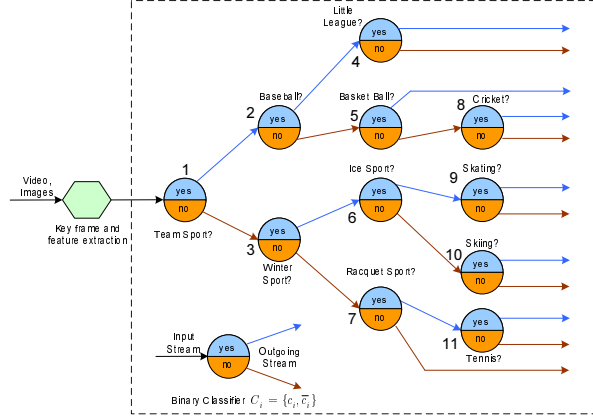 Little
League?
yes
no
4
Baseball?
2
yes
no
Basket Ball?
5
yes
no
Cricket?
8
yes
no
1
yes
no
Team Sport?
Video,
Images
Key frame and
feature extraction
Ice Sport?
yes
no
6
Skating?
9
yes
no
3
yes
no
Winter
Sport?
Skiing?
10
yes
no
Racquet Sport?
yes
no
7
yes
no
11
Tennis?
Input
Stream
yes
no
Outgoing
Stream
Binary Classifier C_i = {c_i, c̅_i}